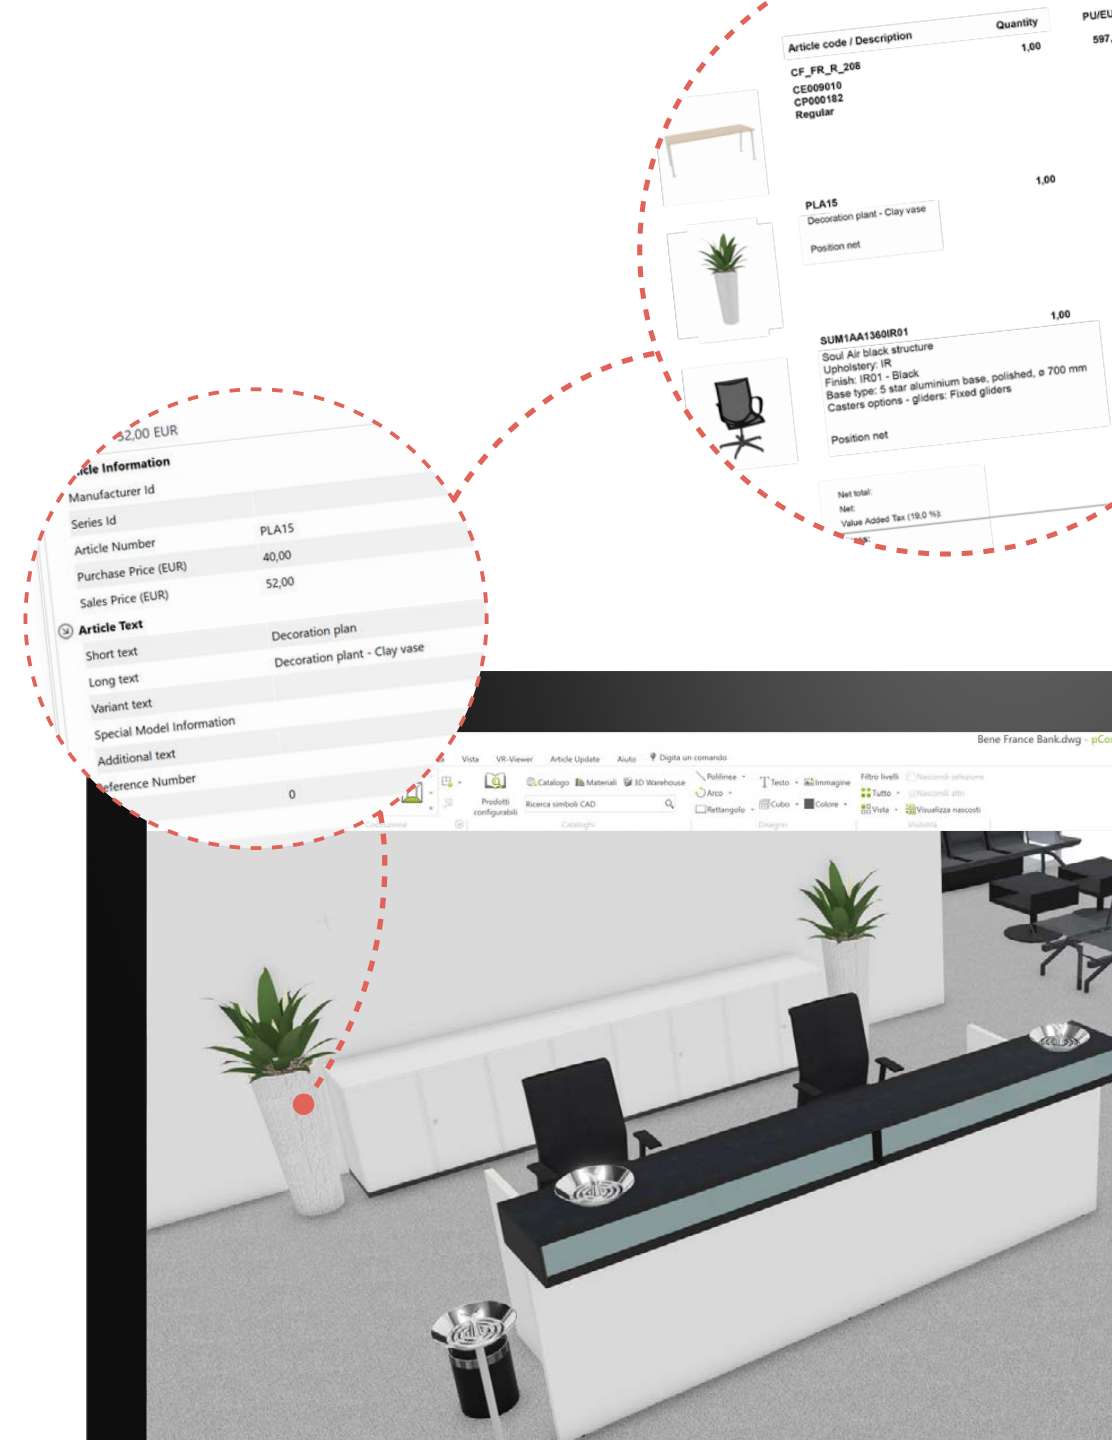 Article code / Description Quantity
1,00
CF_FR_R_208
CE009010
CP000182
Regular
PLA15 1,00
Decoration plant - Clay vase
Position net
SUM1AA1360IR01 1,00
Soul Air black structure
Upholstery: IR
Finish: IR01 - Black
Base type: 5 star aluminium base, polished, ø 700 mm
Casters options - gliders: Fixed gliders
Position net
Net total:
Net:
Value Added Tax (19,0 %):
52,00 EUR
Information
Manufacturer Id
Series Id
Article Number PLA15
Purchase Price (EUR) 40,00
Sales Price (EUR) 52,00
Article Text
Short text Decoration plan
Long text Decoration plant - Clay vase
Variant text
Special Model Information
Additional text
Reference Number
0
Bene France Bank.dwg -
Vista VR-Viewer Article Update Aiuto Digita un comando
Prodotti configurabili
Catalogo Materiali 3D Warehouse
Ricerca simboli CAD
Cataloghi
Polilinea
Arco
Rettangolo
Testo Immagine
Cubo Colore
Disegno
Filtro livelli Nascondi selezione
Tutto Nascondi altri
Vista Visualizza nascosti
Visibilità